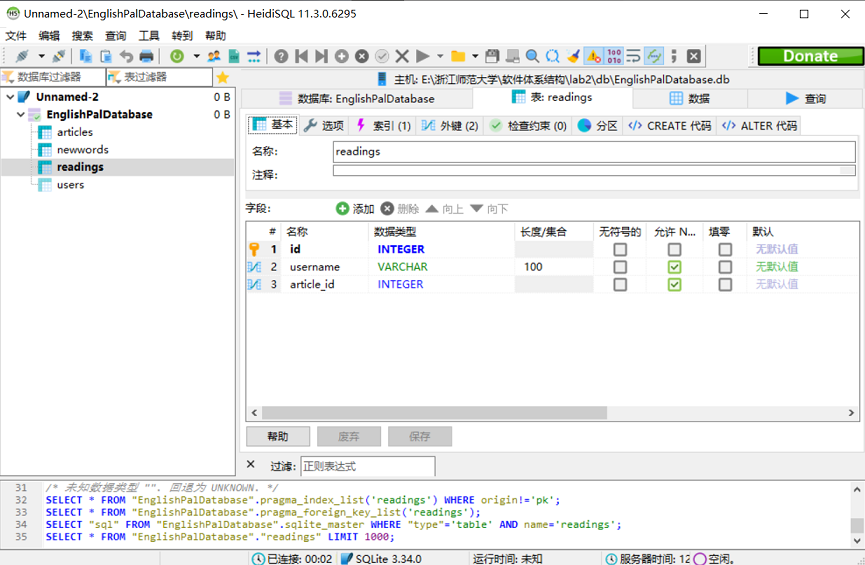 Unnamed-2\EnglishPalDatabase\readings\ - HeidiSQL 11.3.0.6295
文件 编辑 搜索 查询 工具 转到 帮助
Donate
数据库过滤器 表过滤器
主机: E:\浙江师范大学\软件体系结构\lab2\db\EnglishPalDatabase.db
Unnamed-2 0 B
EnglishPalDatabase 0 B
articles
newwords
readings
users
数据库: EnglishPalDatabase 表: readings 数据 查询
基本 选项 索引 (1) 外键 (2) 检查约束 (0) 分区 CREATE 代码 ALTER 代码
名称: readings
注释:
字段: 添加 删除 向上 向下
# 名称 数据类型 长度/集合 无符号的 允许 N... 填零 默认
1 id INTEGER 无默认值
2 username VARCHAR 100 无默认值
3 article_id INTEGER 无默认值
帮助 废弃 保存
过滤: 正则表达式
31 /* 未知数据类型 "". 回退为 UNKNOWN. */
32 SELECT * FROM "EnglishPalDatabase".pragma_index_list('readings') WHERE origin!='pk';
33 SELECT * FROM "EnglishPalDatabase".pragma_foreign_key_list('readings');
34 SELECT "sql" FROM "EnglishPalDatabase".sqlite_master WHERE "type"='table' AND name='readings';
35 SELECT * FROM "EnglishPalDatabase"."readings" LIMIT 1000;
已连接: 00:02 SQLite 3.34.0 运行时间: 未知 服务器时间: 12 空闲。